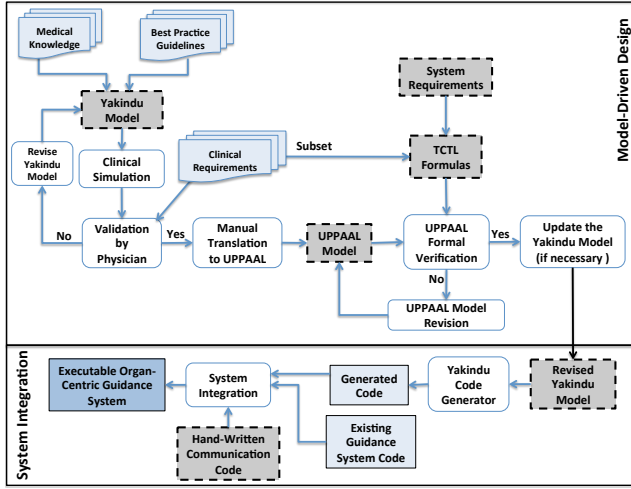 Medical
Knowledge
Best Practice
Guidelines
Model-Driven Design
System
Requirements
Yakindu
Model
Revise
Yakindu
Model
Clinical
Simulation
Clinical
Requirements
Subset
TCTL
Formulas
No
Validation
by
Physician
Yes
Manual
Translation
to UPPAAL
UPPAAL
Model
UPPAAL
Formal
Verification
Yes
Update the
Yakindu Model
(if necessary )
No
UPPAAL Model
Revision
System Integration
Executable Organ-
Centric Guidance
System
System
Integration
Generated
Code
Yakindu
Code
Generator
Revised
Yakindu
Model
Hand-Written
Communication
Code
Existing
Guidance
System Code